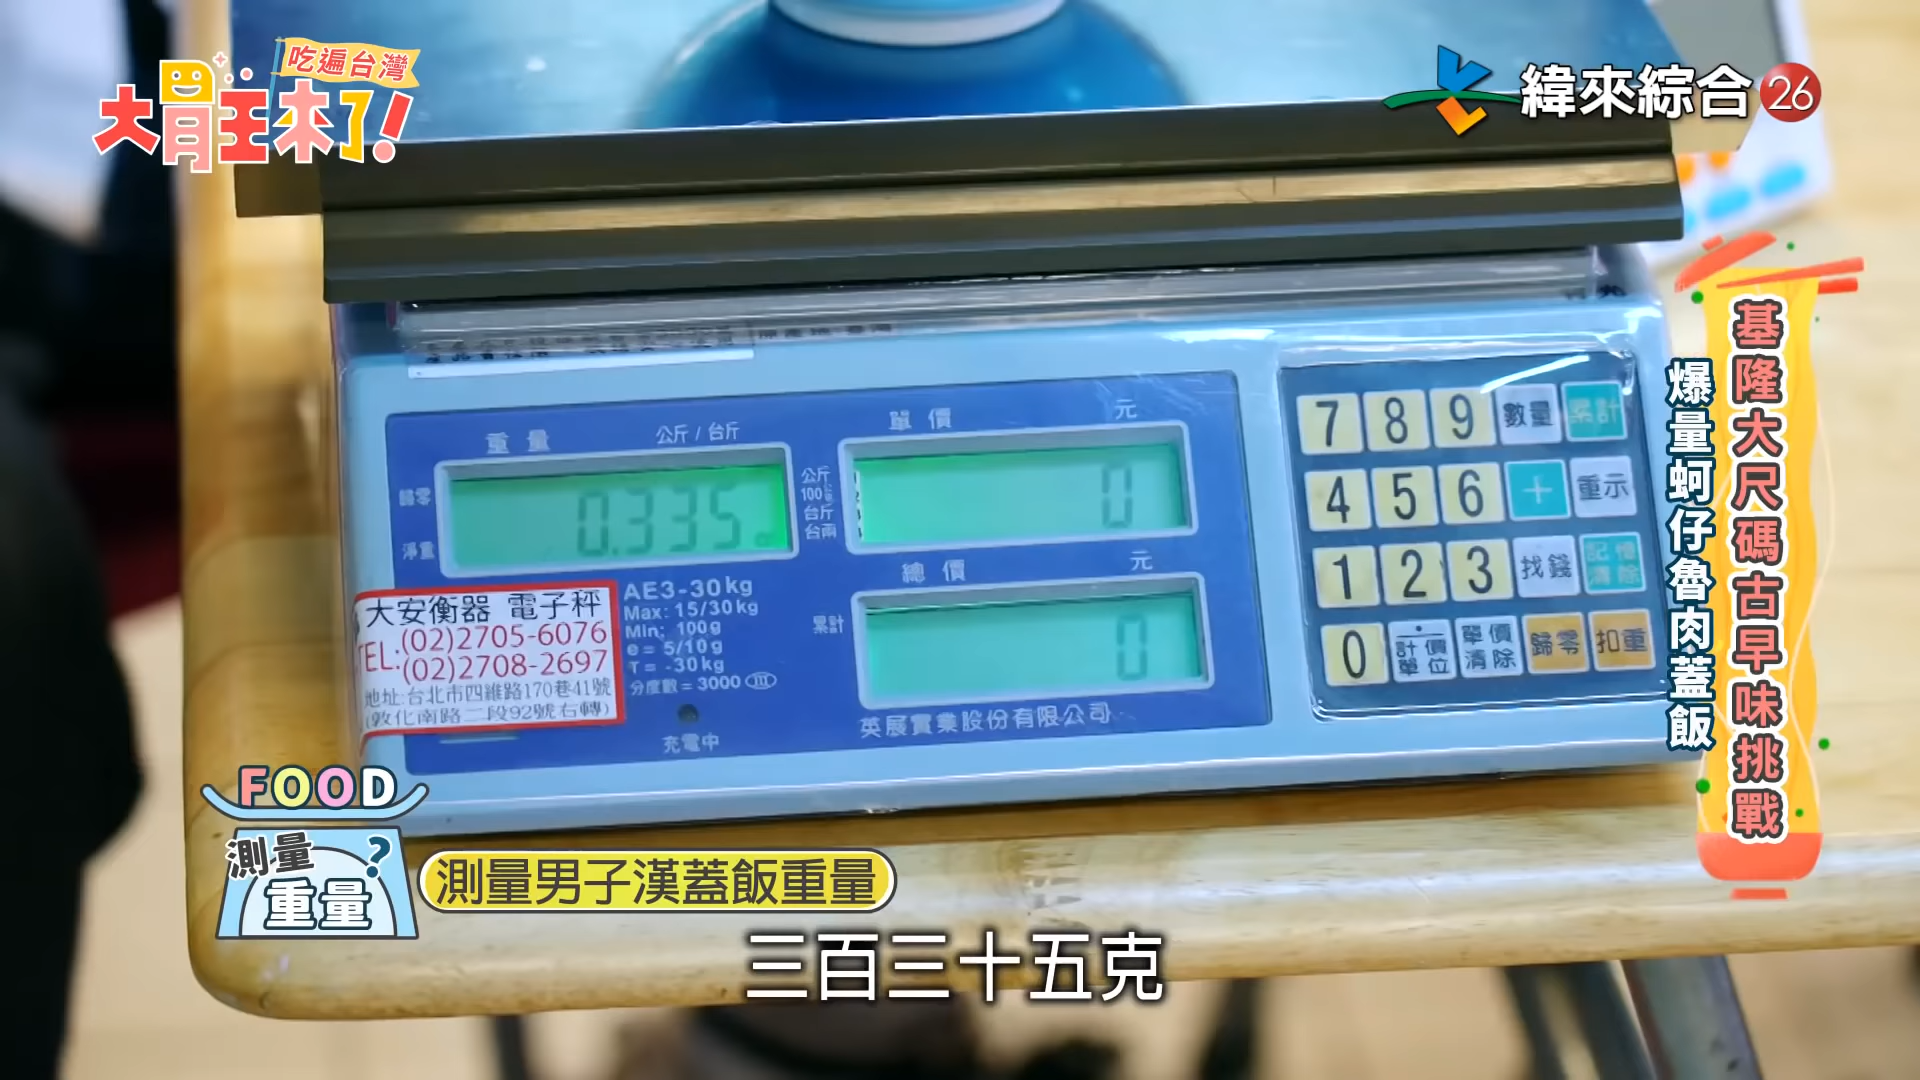 吃遍台灣
大胃王來了!
緯來綜合 26
基隆大尺碼古早味挑戰
爆量蚵仔魯肉蓋飯
重量 公斤/台斤
單價 元
歸零
淨重
0.335
公斤
100
台斤
台兩
0
總價 元
累計
0
AE3-30kg
Max: 15/30kg
Min: 100g
e = 5/10g
T = -30kg
分度數 = 3000 III
充電中
英展實業股份有限公司
7 8 9 數量 累計
4 5 6 + 重示
1 2 3 找錢 記憶清除
0 • 計價單位 單價清除 歸零 扣重
大安衡器 電子秤
TEL:(02)2705-6076
(02)2708-2697
地址:台北市四維路170巷41號
(敦化南路二段92號右轉)
FOOD
測量
重量?
測量男子漢蓋飯重量
三百三十五克